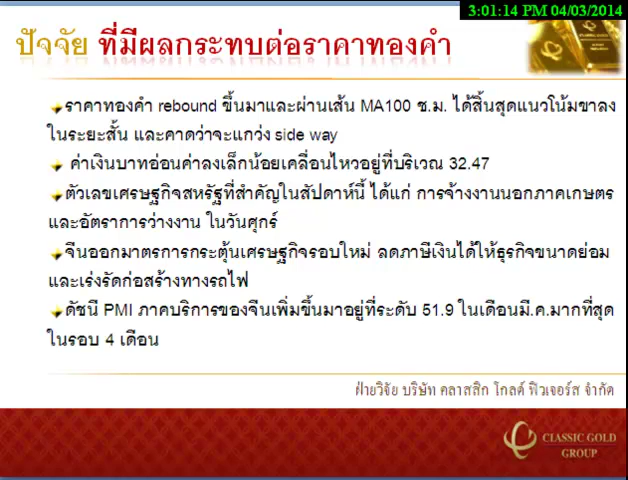 3:01:14 PM 04/03/2014
ปัจจัย ที่มีผลกระทบต่อราคาทองคำ
ราคาทองคำ rebound ขึ้นมาและผ่านเส้น MA100 ช.ม. ได้สิ้นสุดแนวโน้มขาลง
ในระยะสั้น และคาดว่าจะแกว่ง side way
ค่าเงินบาทอ่อนค่าลงเล็กน้อยเคลื่อนไหวอยู่ที่บริเวณ 32.47
ตัวเลขเศรษฐกิจสหรัฐที่สำคัญในสัปดาห์นี้ ได้แก่ การจ้างงานนอกภาคเกษตร
และอัตราการว่างงาน ในวันศุกร์
จีนออกมาตรการกระตุ้นเศรษฐกิจรอบใหม่ ลดภาษีเงินได้ให้ธุรกิจขนาดย่อม
และเร่งรัดก่อสร้างทางรถไฟ
ดัชนี PMI ภาคบริการของจีนเพิ่มขึ้นมาอยู่ที่ระดับ 51.9 ในเดือนมี.ค.มากที่สุด
ในรอบ 4 เดือน
ฝ่ายวิจัย บริษัท คลาสสิก โกลด์ ฟิวเจอร์ส จำกัด
CLASSIC GOLD
GROUP